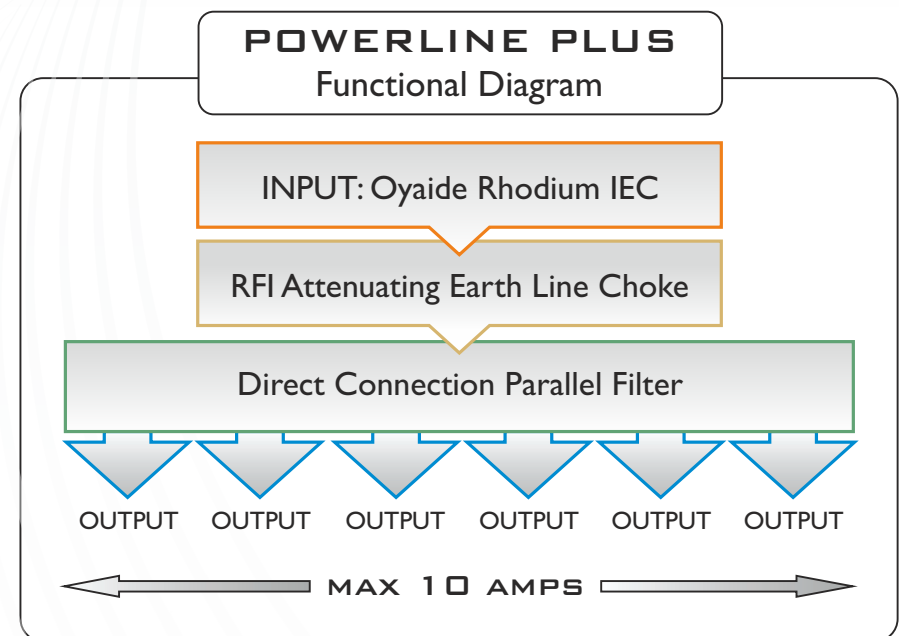 POWERLINE PLUS
Functional Diagram
INPUT: Oyaide Rhodium IEC
RFI Attenuating Earth Line Choke
Direct Connection Parallel Filter
OUTPUT OUTPUT OUTPUT OUTPUT OUTPUT OUTPUT
MAX 10 AMPS